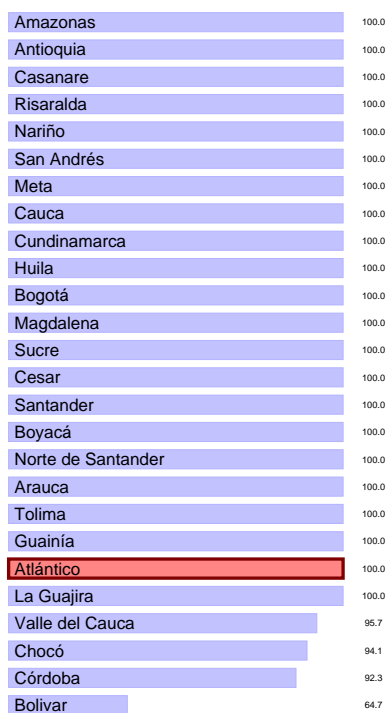 Amazonas 100.0
Antioquia 100.0
Casanare 100.0
Risaralda 100.0
Nariño 100.0
San Andrés 100.0
Meta 100.0
Cauca 100.0
Cundinamarca 100.0
Huila 100.0
Bogotá 100.0
Magdalena 100.0
Sucre 100.0
Cesar 100.0
Santander 100.0
Boyacá 100.0
Norte de Santander 100.0
Arauca 100.0
Tolima 100.0
Guainía 100.0
Atlántico 100.0
La Guajira 100.0
Valle del Cauca 95.7
Chocó 94.1
Córdoba 92.3
Bolivar 64.7